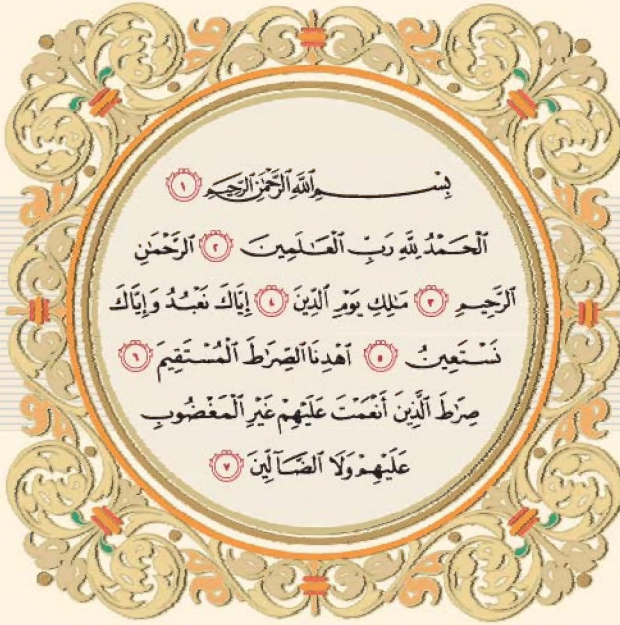 بِسْمِ ٱللَّهِ ٱلرَّحْمَٰنِ ٱلرَّحِيمِ ١
ٱلْحَمْدُ لِلَّهِ رَبِّ ٱلْعَٰلَمِينَ ٢ ٱلرَّحْمَٰنِ
ٱلرَّحِيمِ ٣ مَٰلِكِ يَوْمِ ٱلدِّينِ ٤ إِيَّاكَ نَعْبُدُ وَإِيَّاكَ
نَسْتَعِينُ ٥ ٱهْدِنَا ٱلصِّرَٰطَ ٱلْمُسْتَقِيمَ ٦
صِرَٰطَ ٱلَّذِينَ أَنْعَمْتَ عَلَيْهِمْ غَيْرِ ٱلْمَغْضُوبِ
عَلَيْهِمْ وَلَا ٱلضَّآلِّينَ ٧